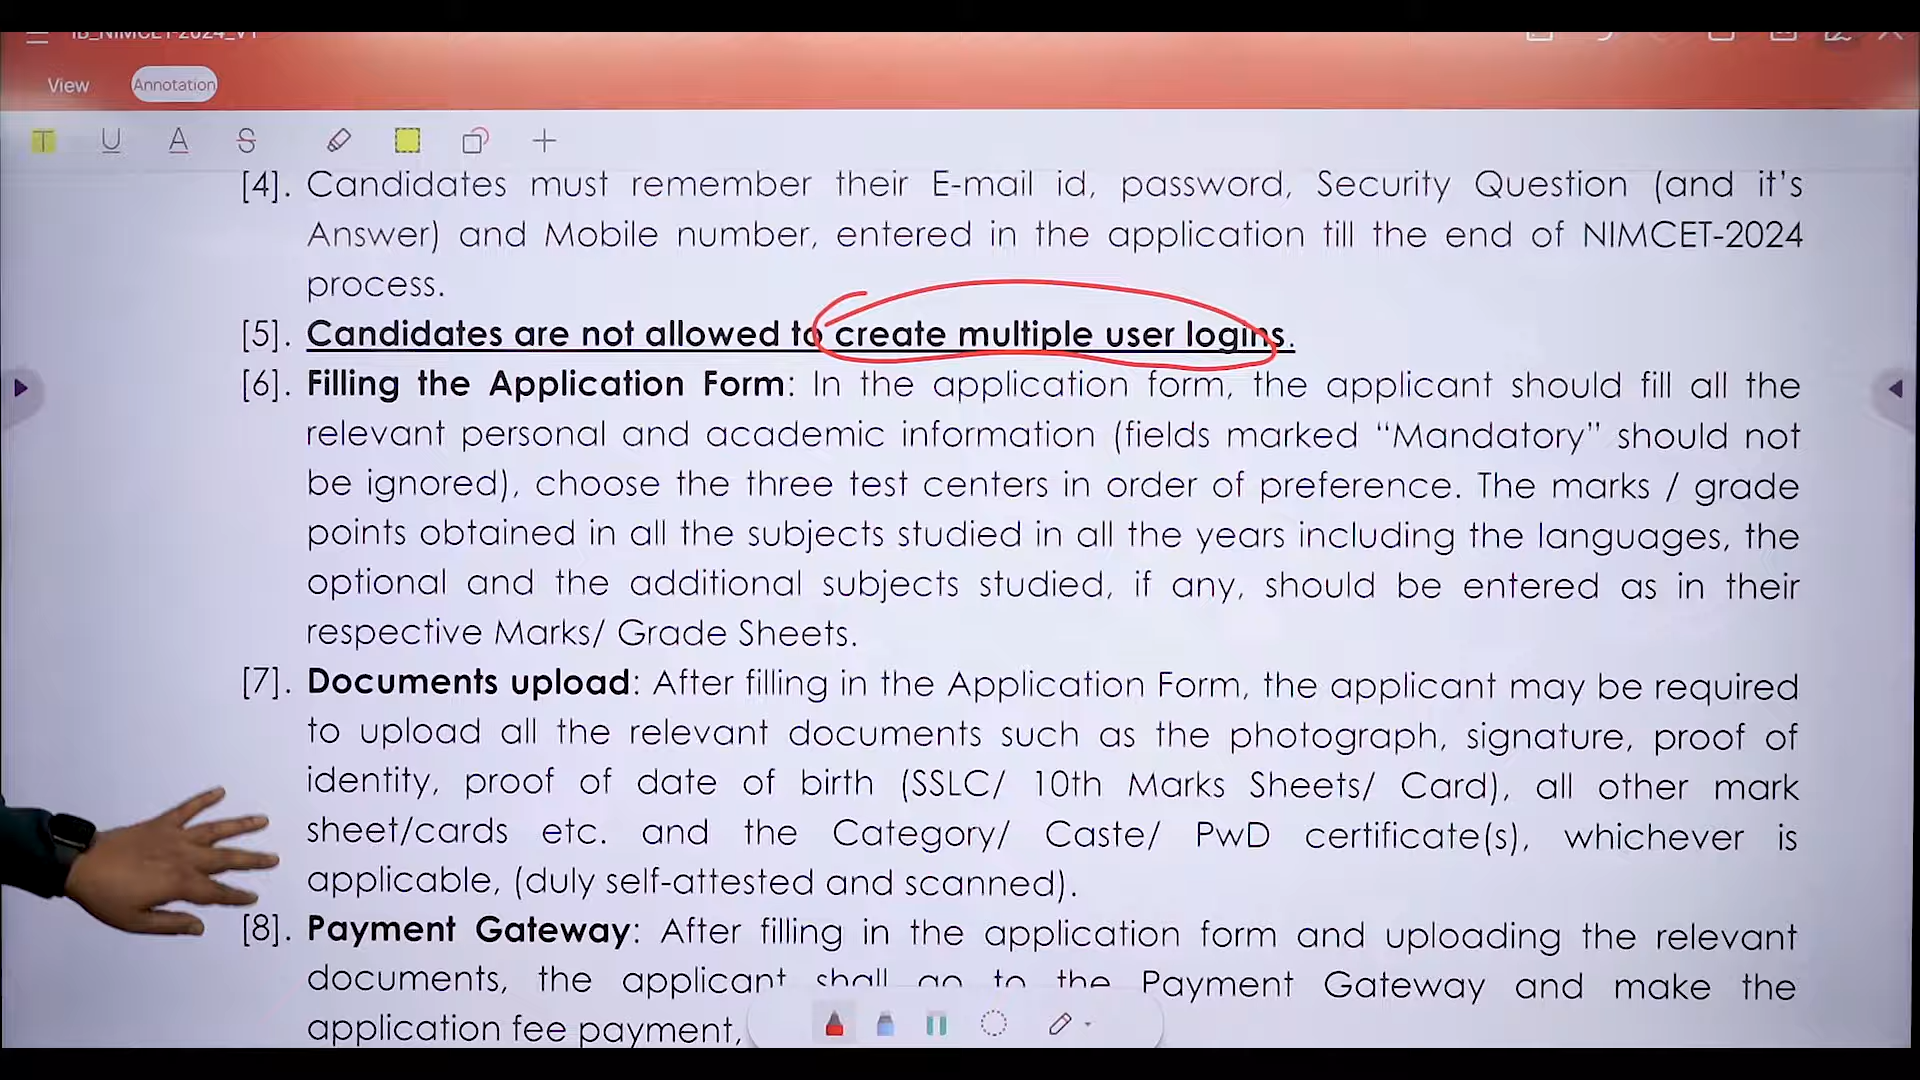 IB_NIMCET-2024_V1
View
Annotation
T U A S
[4]. Candidates must remember their E-mail id, password, Security Question (and it’s
Answer) and Mobile number, entered in the application till the end of NIMCET-2024
process.
[5]. Candidates are not allowed to create multiple user logins.
[6]. Filling the Application Form: In the application form, the applicant should fill all the
relevant personal and academic information (fields marked “Mandatory” should not
be ignored), choose the three test centers in order of preference. The marks / grade
points obtained in all the subjects studied in all the years including the languages, the
optional and the additional subjects studied, if any, should be entered as in their
respective Marks/ Grade Sheets.
[7]. Documents upload: After filling in the Application Form, the applicant may be required
to upload all the relevant documents such as the photograph, signature, proof of
identity, proof of date of birth (SSLC/ 10th Marks Sheets/ Card), all other mark
sheet/cards etc. and the Category/ Caste/ PwD certificate(s), whichever is
applicable, (duly self-attested and scanned).
[8]. Payment Gateway: After filling in the application form and uploading the relevant
documents, the applicant shall go to the Payment Gateway and make the
application fee payment,